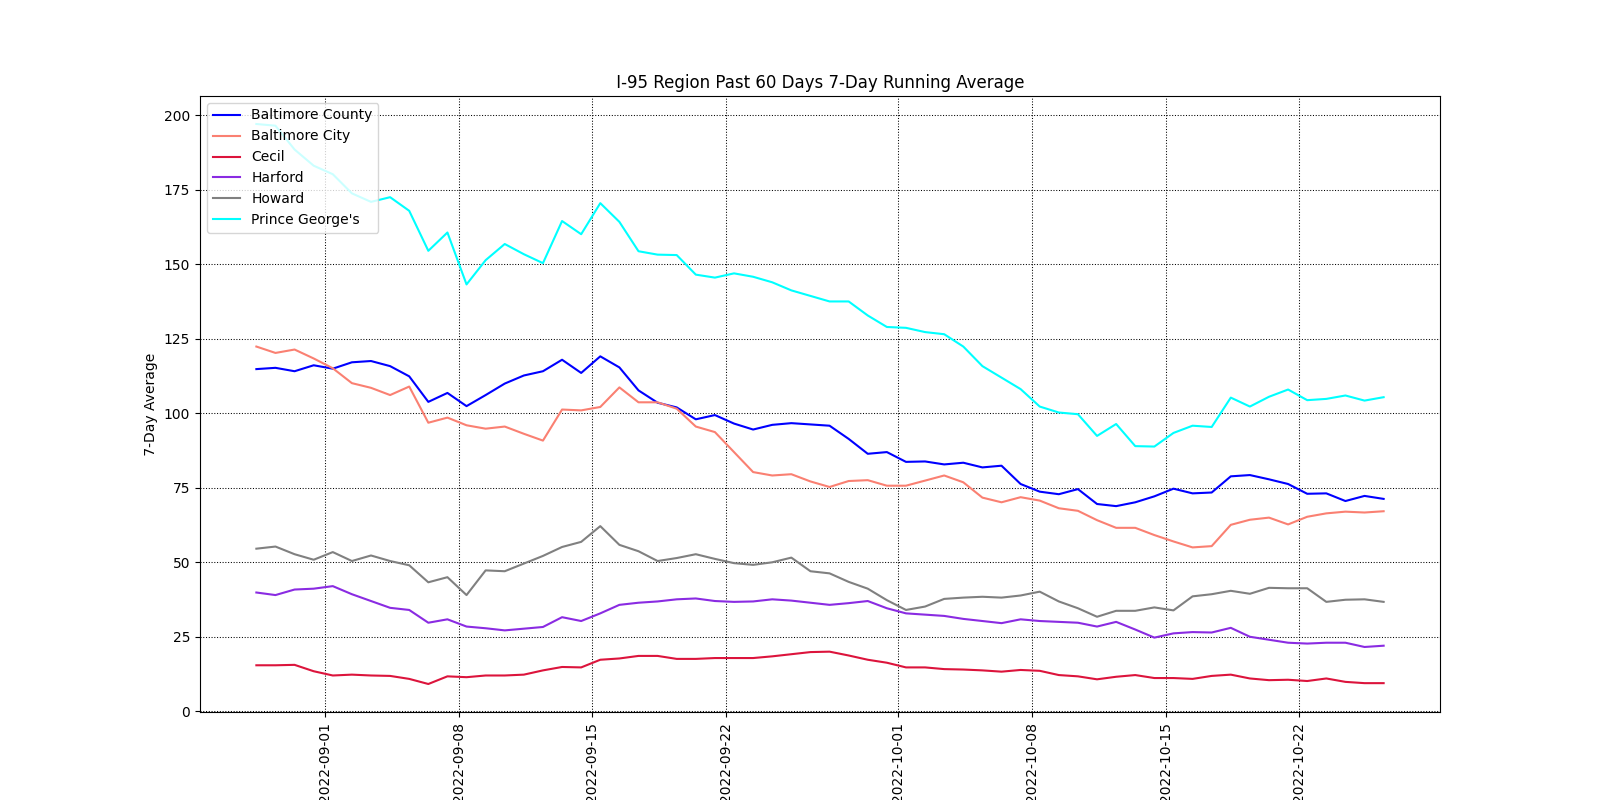 I-95 Region Past 60 Days 7-Day Running Average
Baltimore County
Baltimore City
Cecil
Harford
Howard
Prince George's
7-Day Average
200
175
150
125
100
75
50
25
0
2022-09-01
2022-09-08
2022-09-15
2022-09-22
2022-10-01
2022-10-08
2022-10-15
2022-10-22